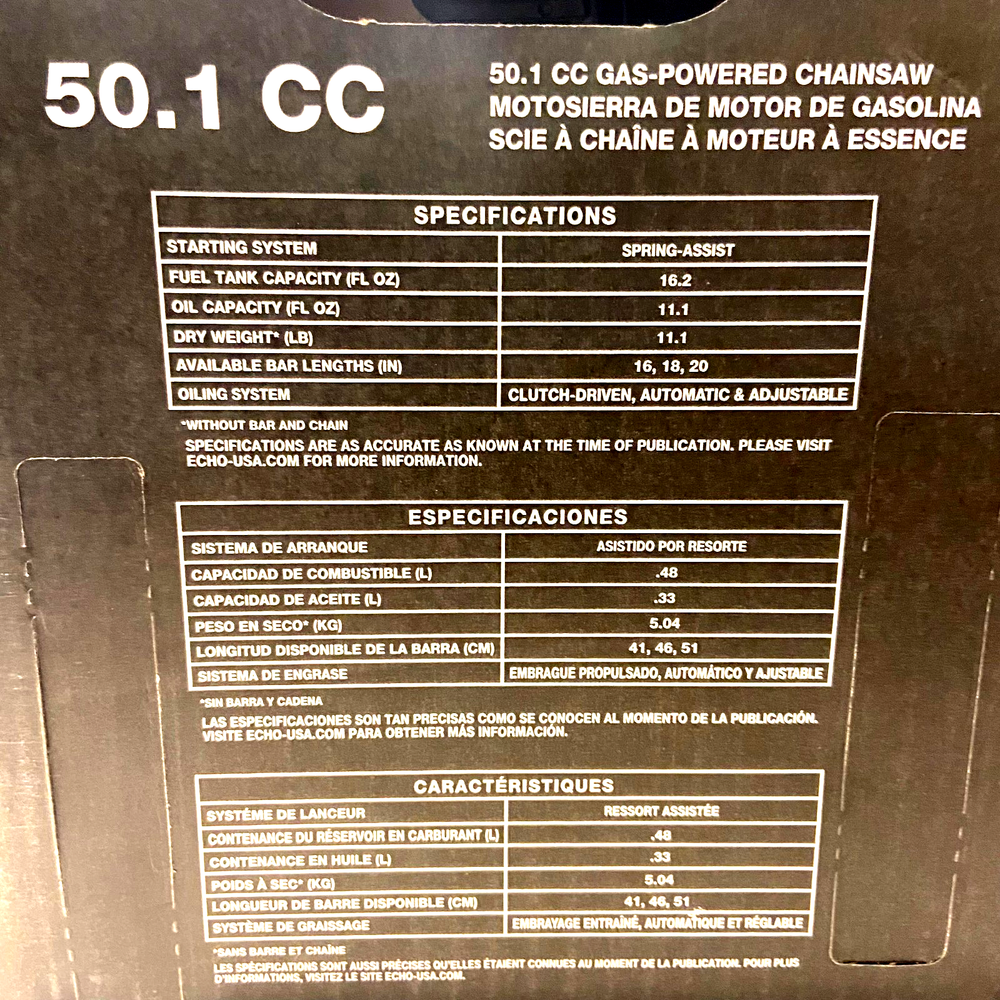 50.1 CC
50.1 CC GAS-POWERED CHAINSAW
MOTOSIERRA DE MOTOR DE GASOLINA
SCIE À CHAÎNE À MOTEUR À ESSENCE
SPECIFICATIONS
STARTING SYSTEM SPRING-ASSIST
FUEL TANK CAPACITY (FL OZ) 16.2
OIL CAPACITY (FL OZ) 11.1
DRY WEIGHT* (LB) 11.1
AVAILABLE BAR LENGTHS (IN) 16, 18, 20
OILING SYSTEM CLUTCH-DRIVEN, AUTOMATIC & ADJUSTABLE
*WITHOUT BAR AND CHAIN
SPECIFICATIONS ARE AS ACCURATE AS KNOWN AT THE TIME OF PUBLICATION. PLEASE VISIT
ECHO-USA.COM FOR MORE INFORMATION.
ESPECIFICACIONES
SISTEMA DE ARRANQUE ASISTIDO POR RESORTE
CAPACIDAD DE COMBUSTIBLE (L) .48
CAPACIDAD DE ACEITE (L) .33
PESO EN SECO* (KG) 5.04
LONGITUD DISPONIBLE DE LA BARRA (CM) 41, 46, 51
SISTEMA DE ENGRASE EMBRAGUE PROPULSADO, AUTOMÁTICO Y AJUSTABLE
*SIN BARRA Y CADENA
LAS ESPECIFICACIONES SON TAN PRECISAS COMO SE CONOCEN AL MOMENTO DE LA PUBLICACIÓN.
VISITE ECHO-USA.COM PARA OBTENER MÁS INFORMACIÓN.
CARACTÉRISTIQUES
SYSTÉME DE LANCEUR RESSORT ASSISTÉE
CONTENANCE DU RÉSERVOIR EN CARBURANT (L) .48
CONTENANCE EN HUILE (L) .33
POIDS À SEC* (KG) 5.04
LONGUEUR DE BARRE DISPONIBLE (CM) 41, 46, 51
SYSTÈME DE GRAISSAGE EMBRAYAGE ENTRAÎNÉ, AUTOMATIQUE ET RÉGLABLE
*SANS BARRE ET CHAÎNE
LES SPÉCIFICATIONS SONT AUSSI PRÉCISES QU'ELLES ÉTAIENT CONNUES AU MOMENT DE LA PUBLICATION. POUR PLUS
D'INFORMATIONS, VISITEZ LE SITE ECHO-USA.COM.